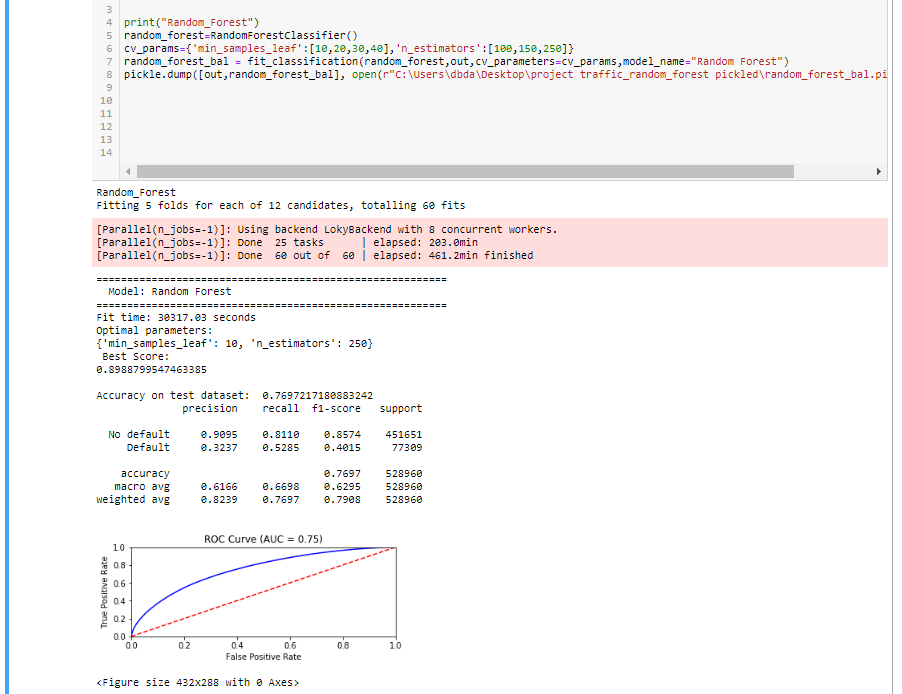 3
4 print("Random_Forest")
5 random_forest=RandomForestClassifier()
6 cv_params={'min_samples_leaf':[10,20,30,40],'n_estimators':[100,150,250]}
7 random_forest_bal = fit_classification(random_forest,out,cv_parameters=cv_params,model_name="Random Forest")
8 pickle.dump([out,random_forest_bal], open(r"C:\Users\dbda\Desktop\project traffic_random_forest pickled\random_forest_bal.pi
9
10
11
12
13
14
Random_Forest
Fitting 5 folds for each of 12 candidates, totalling 60 fits
[Parallel(n_jobs=-1)]: Using backend LokyBackend with 8 concurrent workers.
[Parallel(n_jobs=-1)]: Done 25 tasks | elapsed: 203.0min
[Parallel(n_jobs=-1)]: Done 60 out of 60 | elapsed: 461.2min finished
=========================================================
Model: Random Forest
=========================================================
Fit time: 30317.03 seconds
Optimal parameters:
{'min_samples_leaf': 10, 'n_estimators': 250}
Best Score:
0.8988799547463385
Accuracy on test dataset: 0.7697217180883242
precision recall f1-score support
No default 0.9095 0.8110 0.8574 451651
Default 0.3237 0.5285 0.4015 77309
accuracy 0.7697 528960
macro avg 0.6166 0.6698 0.6295 528960
weighted avg 0.8239 0.7697 0.7908 528960
ROC Curve (AUC = 0.75)
1.0
0.8
0.6
0.4
0.2
0.0
True Positive Rate
0.0 0.2 0.4 0.6 0.8 1.0
False Positive Rate
<Figure size 432x288 with 0 Axes>